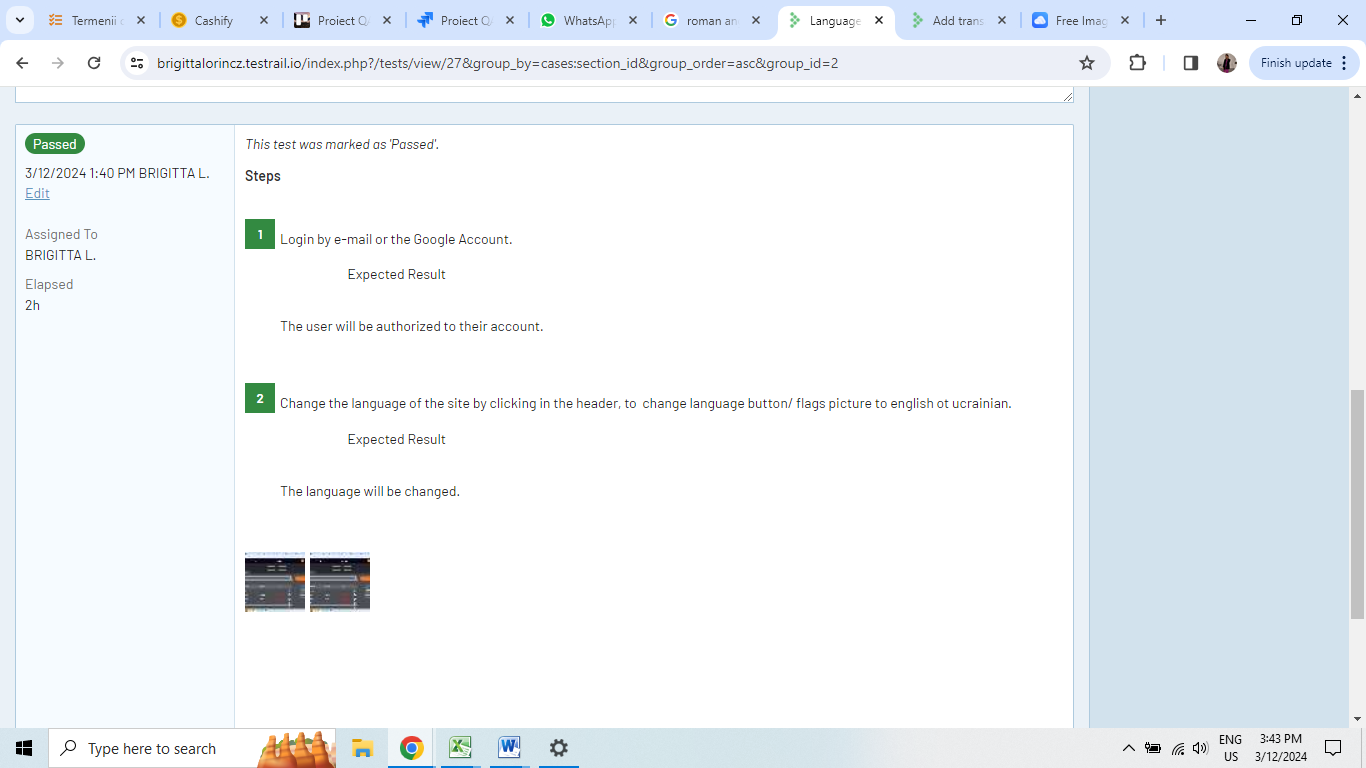 Termenii
Cashify
Proiect Q
Proiect Q
WhatsApp
roman an
Language
Add trans
Free Imag
brigittalorincz.testrail.io/index.php?/tests/view/27&group_by=cases:section_id&group_order=asc&group_id=2
Finish update
Passed
3/12/2024 1:40 PM BRIGITTA L.
Edit
Assigned To
BRIGITTA L.
Elapsed
2h
This test was marked as 'Passed'.
Steps
1 Login by e-mail or the Google Account.
Expected Result
The user will be authorized to their account.
2 Change the language of the site by clicking in the header, to  change language button/ flags picture to english ot ucrainian.
Expected Result
The language will be changed.
Type here to search
ENG
US
3:43 PM
3/12/2024